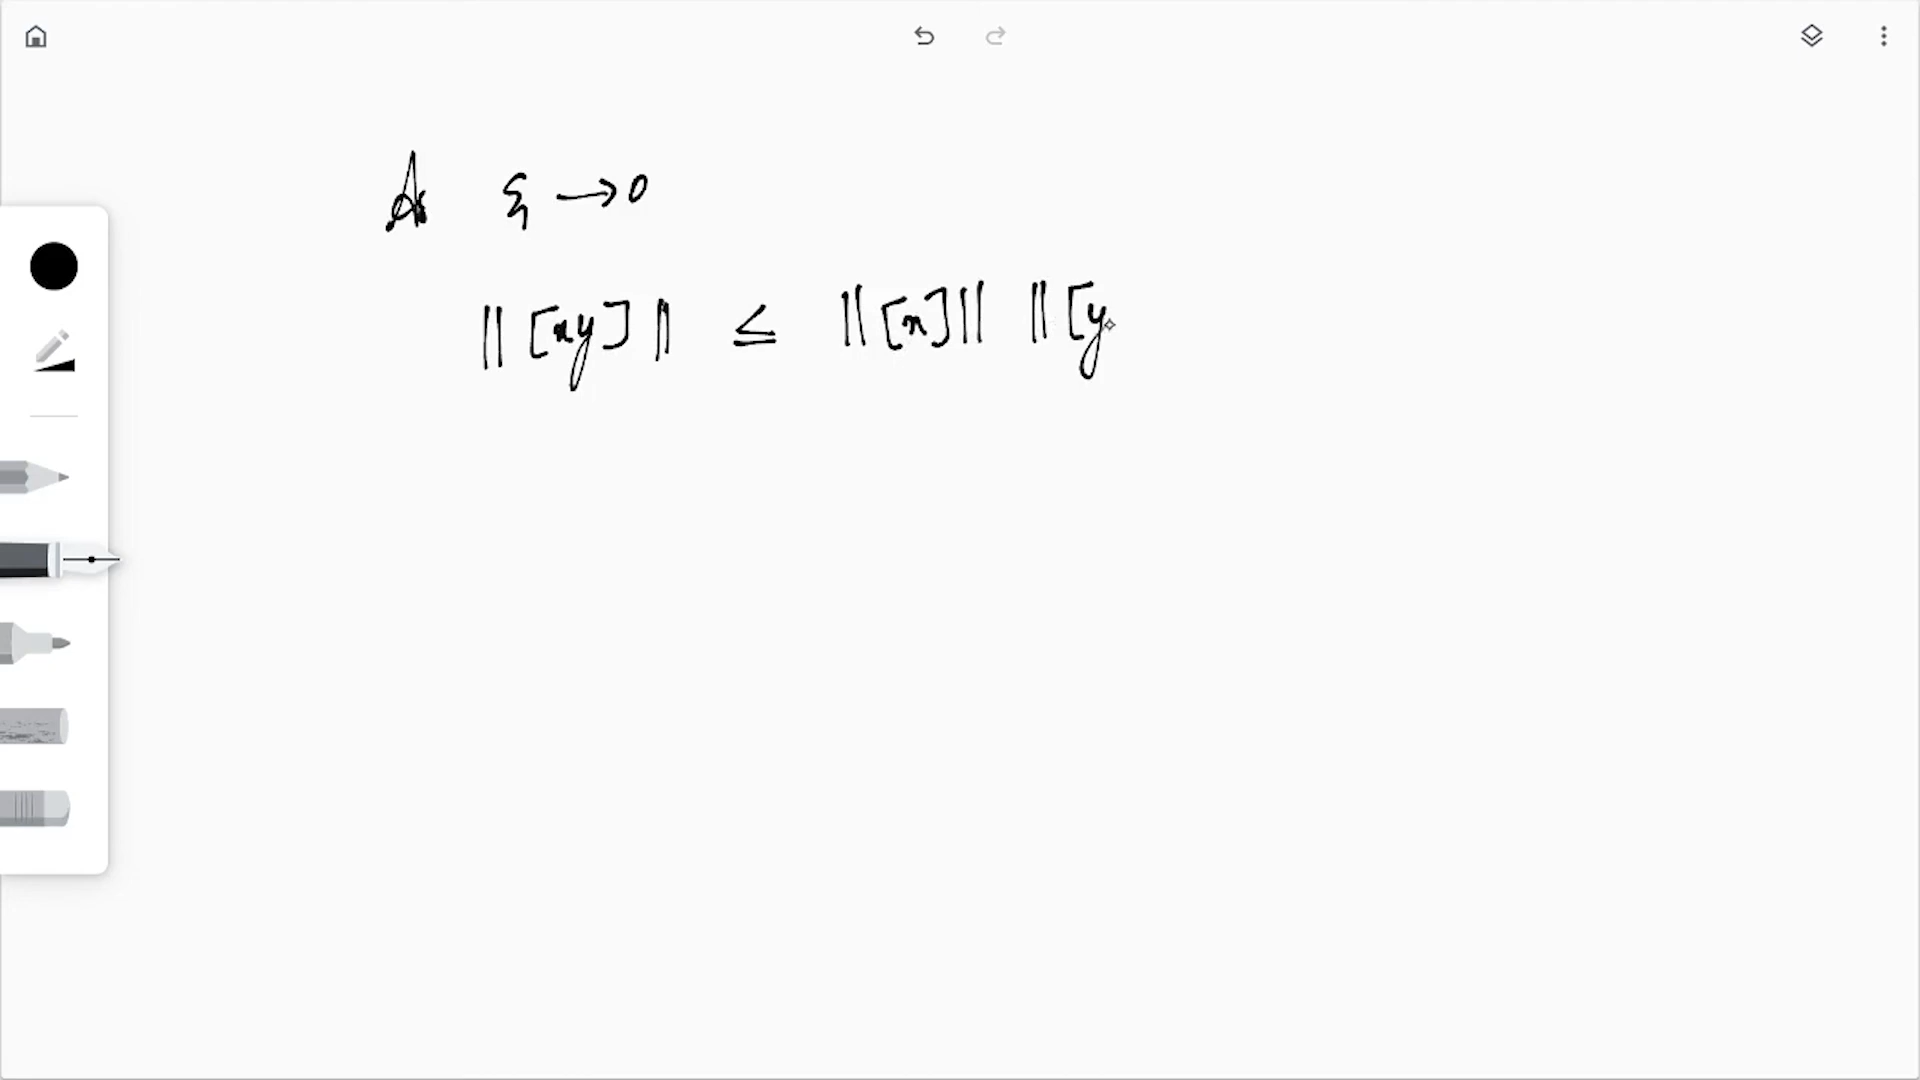 As ξ → 0
|| [xy] || ≤ || [x] || || [y